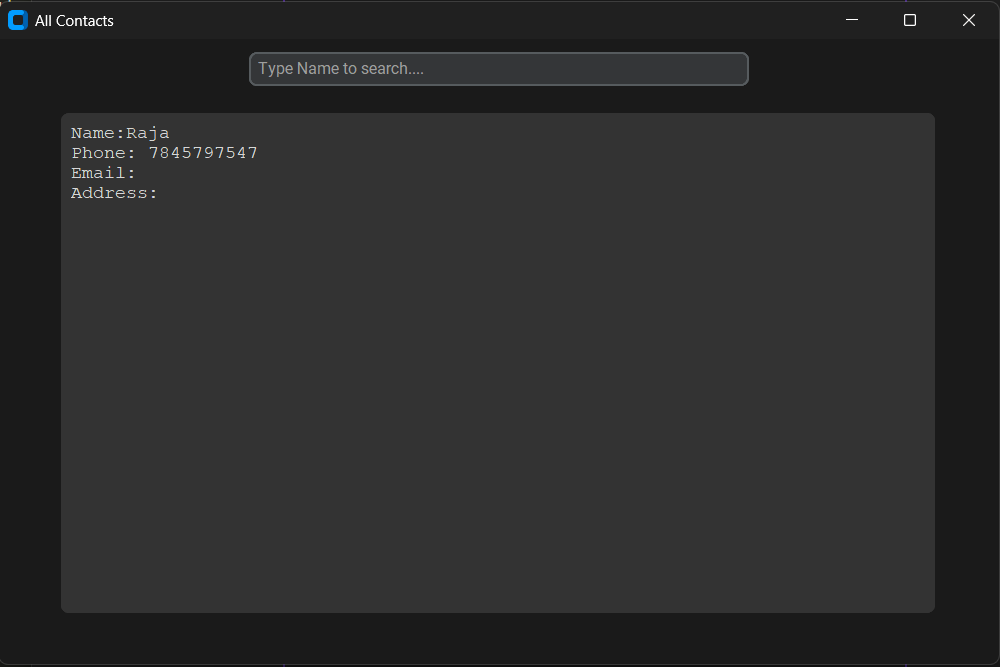 All Contacts
Type Name to search....
Name:Raja
Phone: 7845797547
Email:
Address: